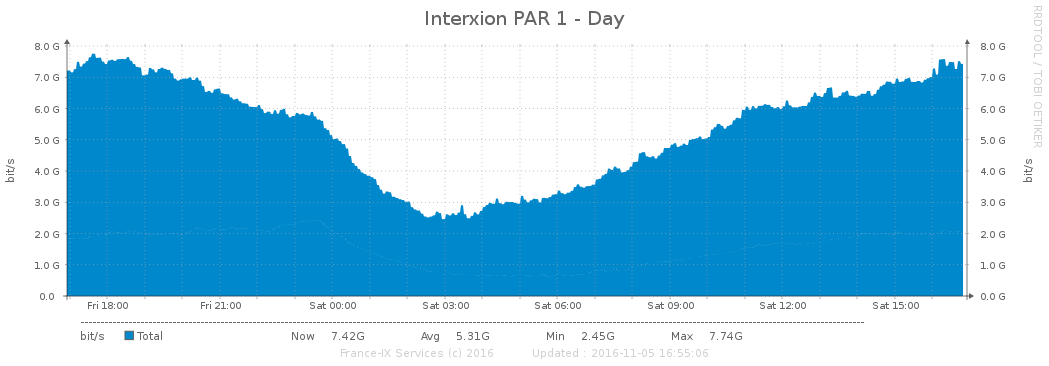 Interxion PAR 1 - Day
RRDTOOL / TOBI OETIKER
8.0 G 8.0 G
7.0 G 7.0 G
6.0 G 6.0 G
5.0 G 5.0 G
4.0 G 4.0 G
3.0 G 3.0 G
2.0 G 2.0 G
1.0 G 1.0 G
0.0 0.0 G
bit/s
bit/s
Fri 18:00 Fri 21:00 Sat 00:00 Sat 03:00 Sat 06:00 Sat 09:00 Sat 12:00 Sat 15:00
bit/s Total Now 7.42G Avg 5.31G Min 2.45G Max 7.74G
France-IX Services (c) 2016 Updated : 2016-11-05 16:55:06